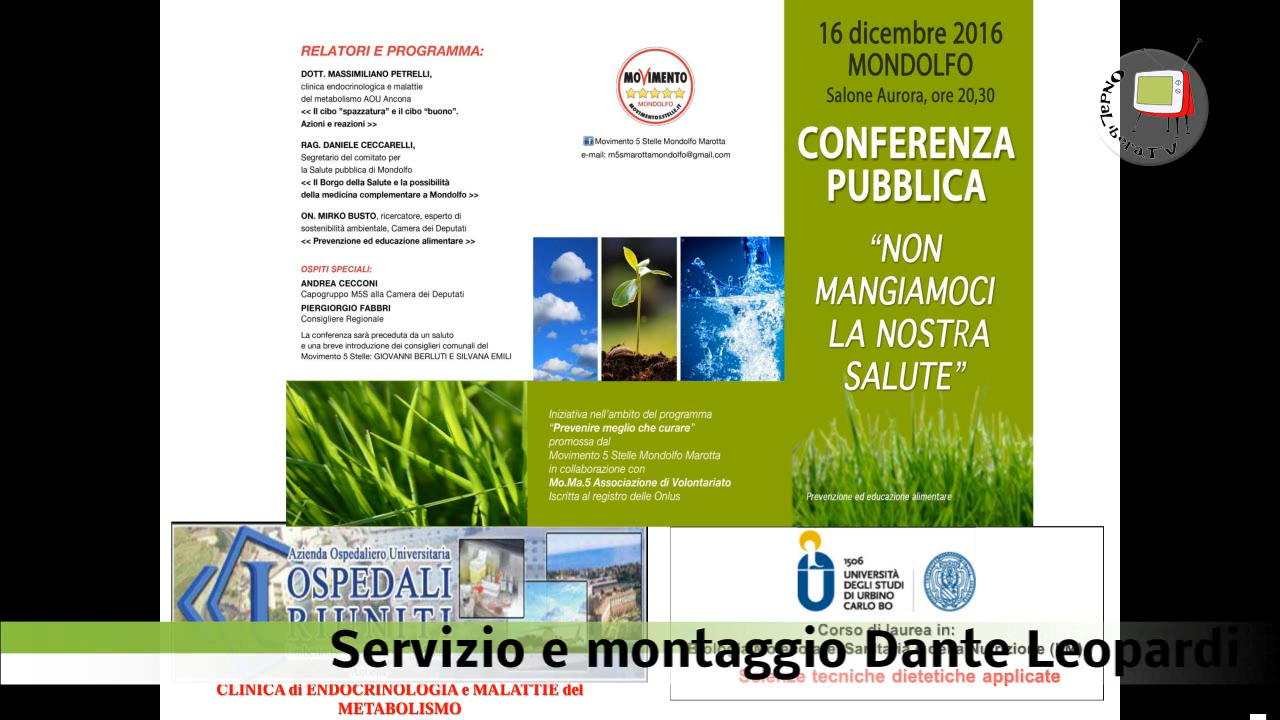 RELATORI E PROGRAMMA:
DOTT. MASSIMILIANO PETRELLI,
clinica endocrinologica e malattie
del metabolismo AOU Ancona
<< Il cibo "spazzatura" e il cibo "buono".
Azioni e reazioni >>
RAG. DANIELE CECCARELLI,
Segretario del comitato per
la Salute pubblica di Mondolfo
<< Il Borgo della Salute e la possibilità
della medicina complementare a Mondolfo >>
ON. MIRKO BUSTO, ricercatore, esperto di
sostenibilità ambientale, Camera dei Deputati
<< Prevenzione ed educazione alimentare >>
OSPITI SPECIALI:
ANDREA CECCONI
Capogruppo M5S alla Camera dei Deputati
PIERGIORGIO FABBRI
Consigliere Regionale
La conferenza sarà preceduta da un saluto
e una breve introduzione dei consiglieri comunali del
Movimento 5 Stelle: GIOVANNI BERLUTI E SILVANA EMILI
MOVIMENTO
MONDOLFO
MOVIMENTO5STELLE.IT
Movimento 5 Stelle Mondolfo Marotta
e-mail: m5smarottamondolfo@gmail.com
Iniziativa nell'ambito del programma
"Prevenire meglio che curare"
promossa dal
Movimento 5 Stelle Mondolfo Marotta
in collaborazione con
Mo.Ma.5 Associazione di Volontariato
Iscritta al registro delle Onlus
16 dicembre 2016
MONDOLFO
Salone Aurora, ore 20,30
CONFERENZA
PUBBLICA
"NON
MANGIAMOCI
LA NOSTRA
SALUTE"
Prevenzione ed educazione alimentare
OndaLiberaTV
Azienda Ospedaliero Universitaria
OSPEDALI
RIUNITI
CLINICA di ENDOCRINOLOGIA e MALATTIE del
METABOLISMO
1506
UNIVERSITÀ
DEGLI STUDI
DI URBINO
CARLO BO
Corso di laurea in:
Scienze tecniche dietetiche applicate
Servizio e montaggio Dante Leopardi